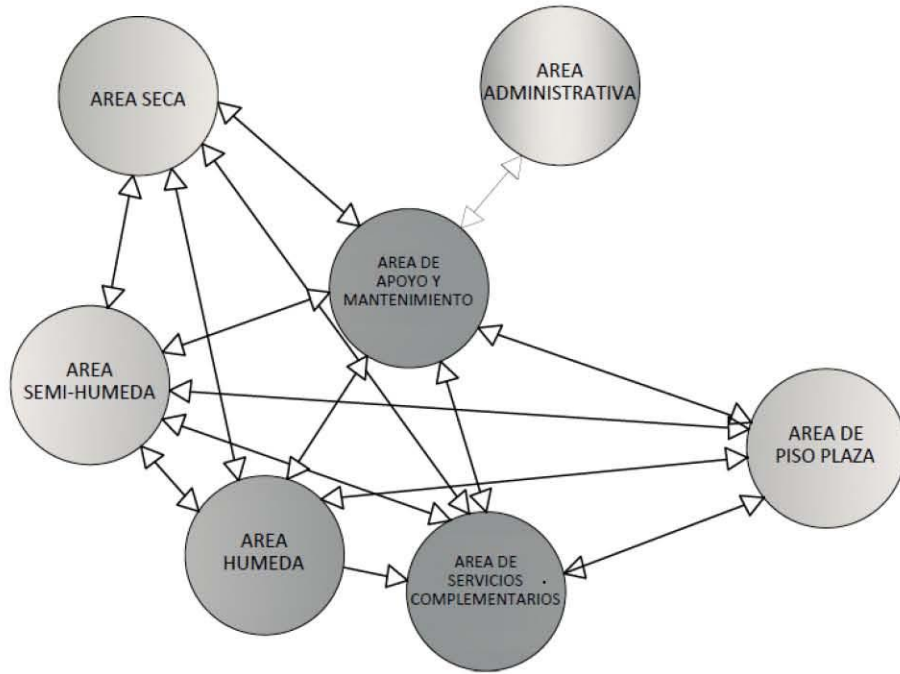 AREA
ADMINISTRATIVA
AREA SECA
AREA DE
APOYO Y
MANTENIMIENTO
AREA
SEMI-HUMEDA
AREA DE
PISO PLAZA
AREA
HUMEDA
AREA DE
SERVICIOS
COMPLEMENTARIOS